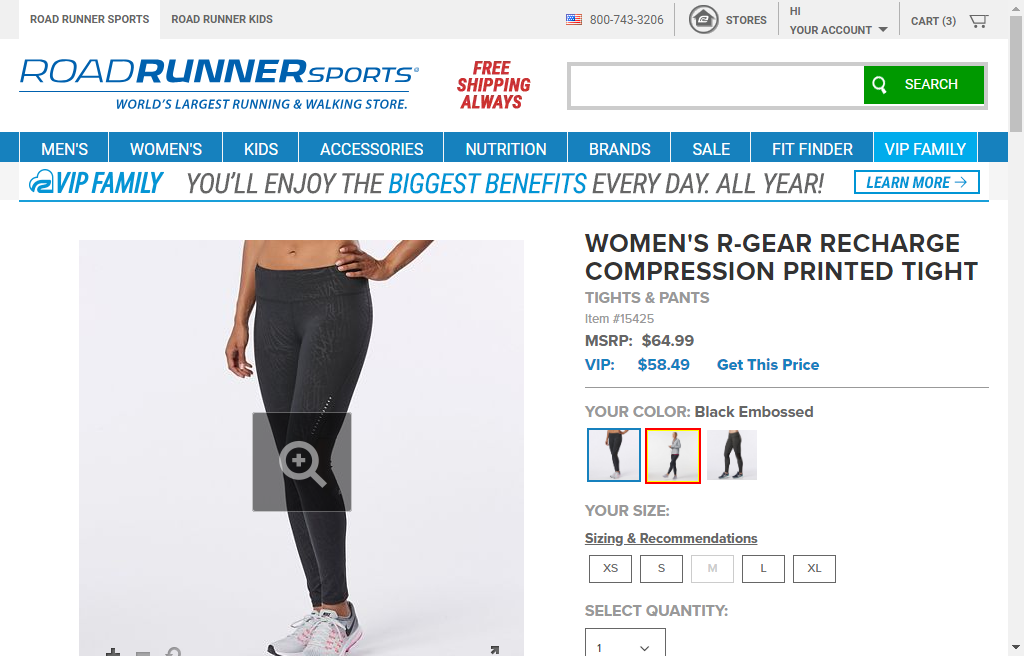 ROAD RUNNER SPORTS
ROAD RUNNER KIDS
800-743-3206
STORES
HI
YOUR ACCOUNT
CART (3)
ROADRUNNERSPORTS
WORLD'S LARGEST RUNNING & WALKING STORE.
FREE
SHIPPING
ALWAYS
SEARCH
MEN'S
WOMEN'S
KIDS
ACCESSORIES
NUTRITION
BRANDS
SALE
FIT FINDER
VIP FAMILY
VIP FAMILY
YOU'LL ENJOY THE BIGGEST BENEFITS EVERY DAY. ALL YEAR!
LEARN MORE →
WOMEN'S R-GEAR RECHARGE
COMPRESSION PRINTED TIGHT
TIGHTS & PANTS
Item #15425
MSRP: $64.99
VIP: $58.49 Get This Price
YOUR COLOR: Black Embossed
YOUR SIZE:
Sizing & Recommendations
XS
S
M
L
XL
SELECT QUANTITY:
1